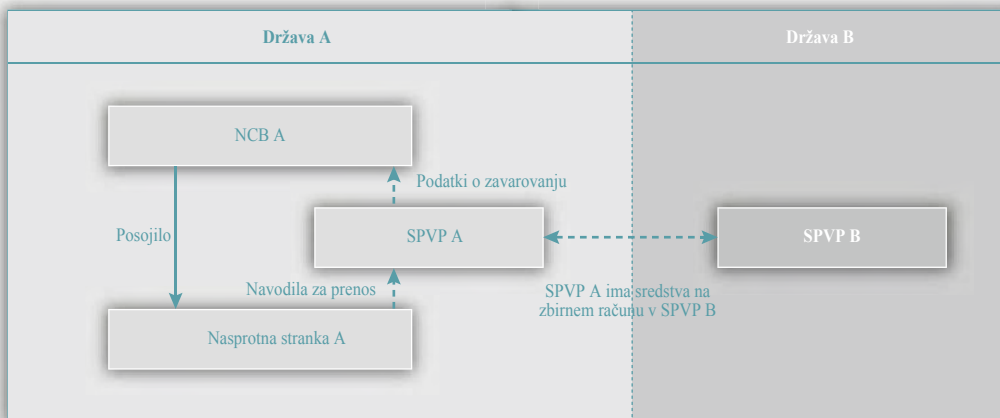 Država A
Država B
NCB A
Podatki o zavarovanju
Posojilo
SPVP A
SPVP B
Navodila za prenos
SPVP A ima sredstva na
zbirnem računu v SPVP B
Nasprotna stranka A